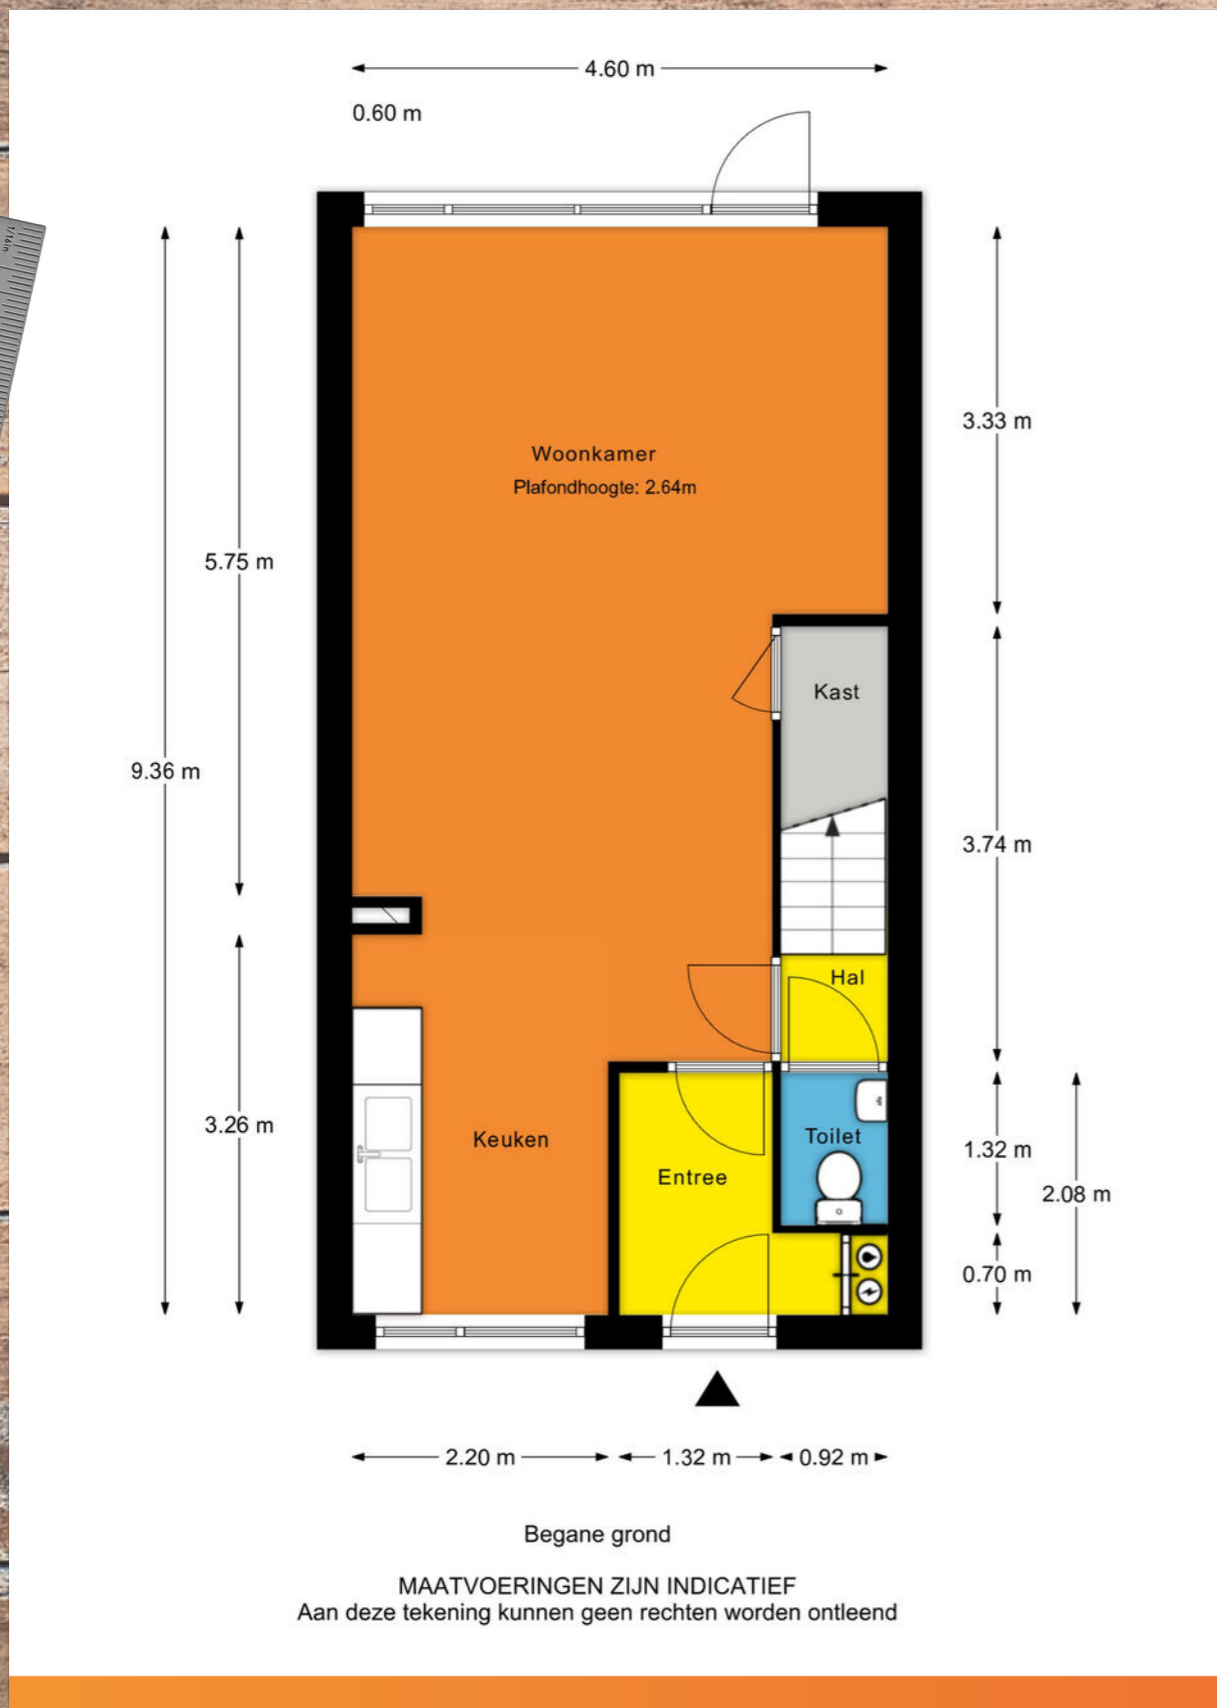 4.60 m
0.60 m
1/16in
Woonkamer
Plafondhoogte: 2.64m
3.33 m
5.75 m
Kast
9.36 m
3.74 m
Hal
3.26 m
Keuken
Toilet
1.32 m
Entree
2.08 m
0.70 m
2.20 m
1.32 m
0.92 m
Begane grond
MAATVOERINGEN ZIJN INDICATIEF
Aan deze tekening kunnen geen rechten worden ontleend